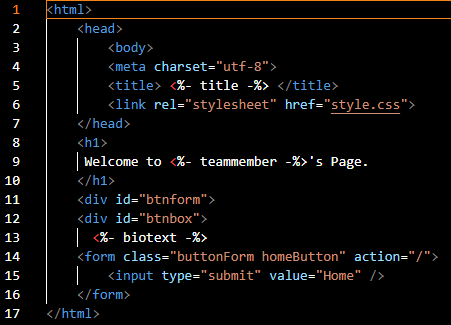 1 <html>
2 <head>
3 <body>
4 <meta charset="utf-8">
5 <title> <%- title -%> </title>
6 <link rel="stylesheet" href="style.css">
7 </head>
8 <h1>
9 Welcome to <%- teammember -%>'s Page.
10 </h1>
11 <div id="btnform">
12 <div id="btnbox">
13 <%- biotext -%>
14 <form class="buttonForm homeButton" action="/">
15 <input type="submit" value="Home" />
16 </form>
17 </html>